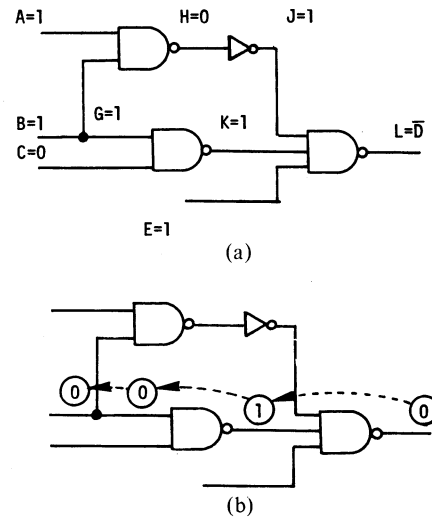 A=1 H=0 J=1
G=1
B=1 K=1 L=D̅
C=0
E=1
(a)
0 0 1 0
(b)